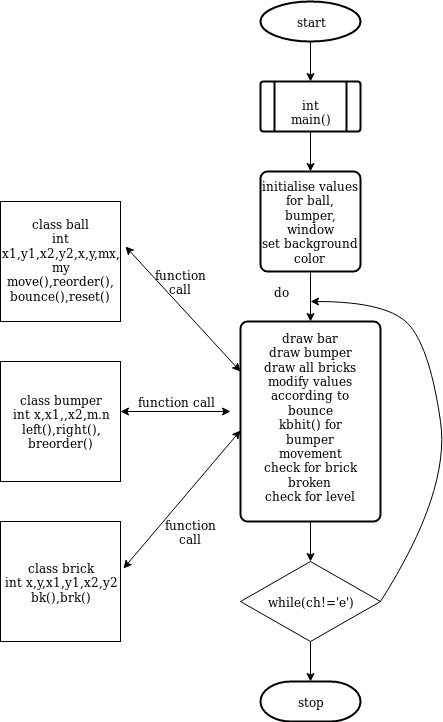 start
int
main()
initialise values
for ball,
bumper,
window
set background
color
do
class ball
int
x1,y1,x2,y2,x,y,mx,
my
move(),reorder(),
bounce(),reset()
function
call
draw bar
draw bumper
draw all bricks
modify values
according to
bounce
kbhit() for
bumper
movement
check for brick
broken
check for level
class bumper
int x,x1,,x2,m.n
left(),right(),
breorder()
function call
class brick
int x,y,x1,y1,x2,y2
bk(),brk()
function
call
while(ch!='e')
stop